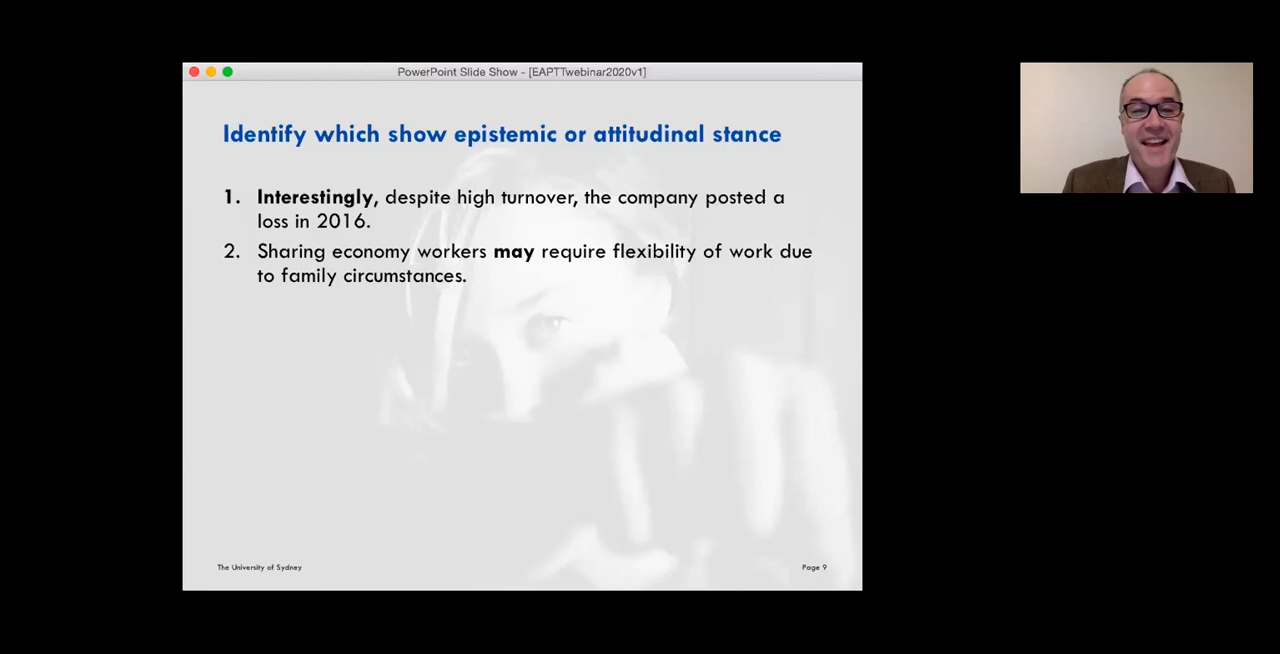 PowerPoint Slide Show - [EAPTTwebinar2020v1]
Identify which show epistemic or attitudinal stance
1. Interestingly, despite high turnover, the company posted a
loss in 2016.
2. Sharing economy workers may require flexibility of work due
to family circumstances.
The University of Sydney
Page 9